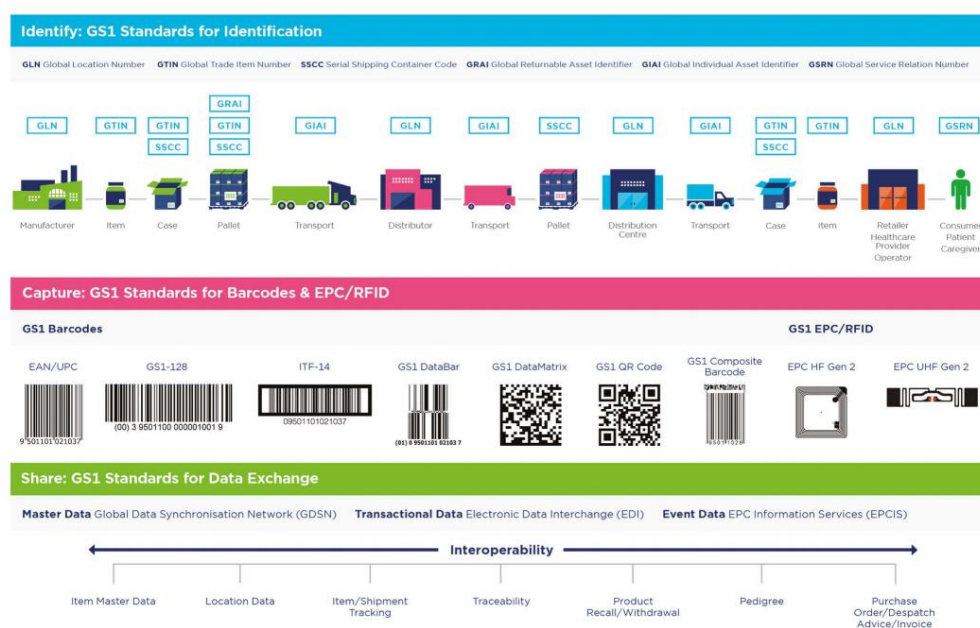 Identify: GS1 Standards for Identification
GLN Global Location Number GTIN Global Trade Item Number SSCC Serial Shipping Container Code GRAI Global Returnable Asset Identifier GIAI Global Individual Asset Identifier GSRN Global Service Relation Number
GRAI
GLN GTIN GTIN GTIN GIAI GLN GIAI SSCC GLN GIAI GTIN GTIN GLN GSRN
SSCC SSCC SSCC
Manufacturer Item Case Pallet Transport Distributor Transport Pallet Distribution Transport Case Item Retailer Consumer
Centre Healthcare Patient
Provider Caregiver
Operator
Capture: GS1 Standards for Barcodes & EPC/RFID
GS1 Barcodes GS1 EPC/RFID
EAN/UPC GS1-128 ITF-14 GS1 DataBar GS1 DataMatrix GS1 QR Code GS1 Composite EPC HF Gen 2 EPC UHF Gen 2
Barcode
09501101021037
(00) 3 9501100 000001001 9
9 501101 021037 (01) 0 9501101 02103 7
Share: GS1 Standards for Data Exchange
Master Data Global Data Synchronisation Network (GDSN) Transactional Data Electronic Data Interchange (EDI) Event Data EPC Information Services (EPCIS)
Interoperability
Item Master Data Location Data Item/Shipment Traceability Product Pedigree Purchase
Tracking Recall/Withdrawal Order/Despatch
Advice/Invoice